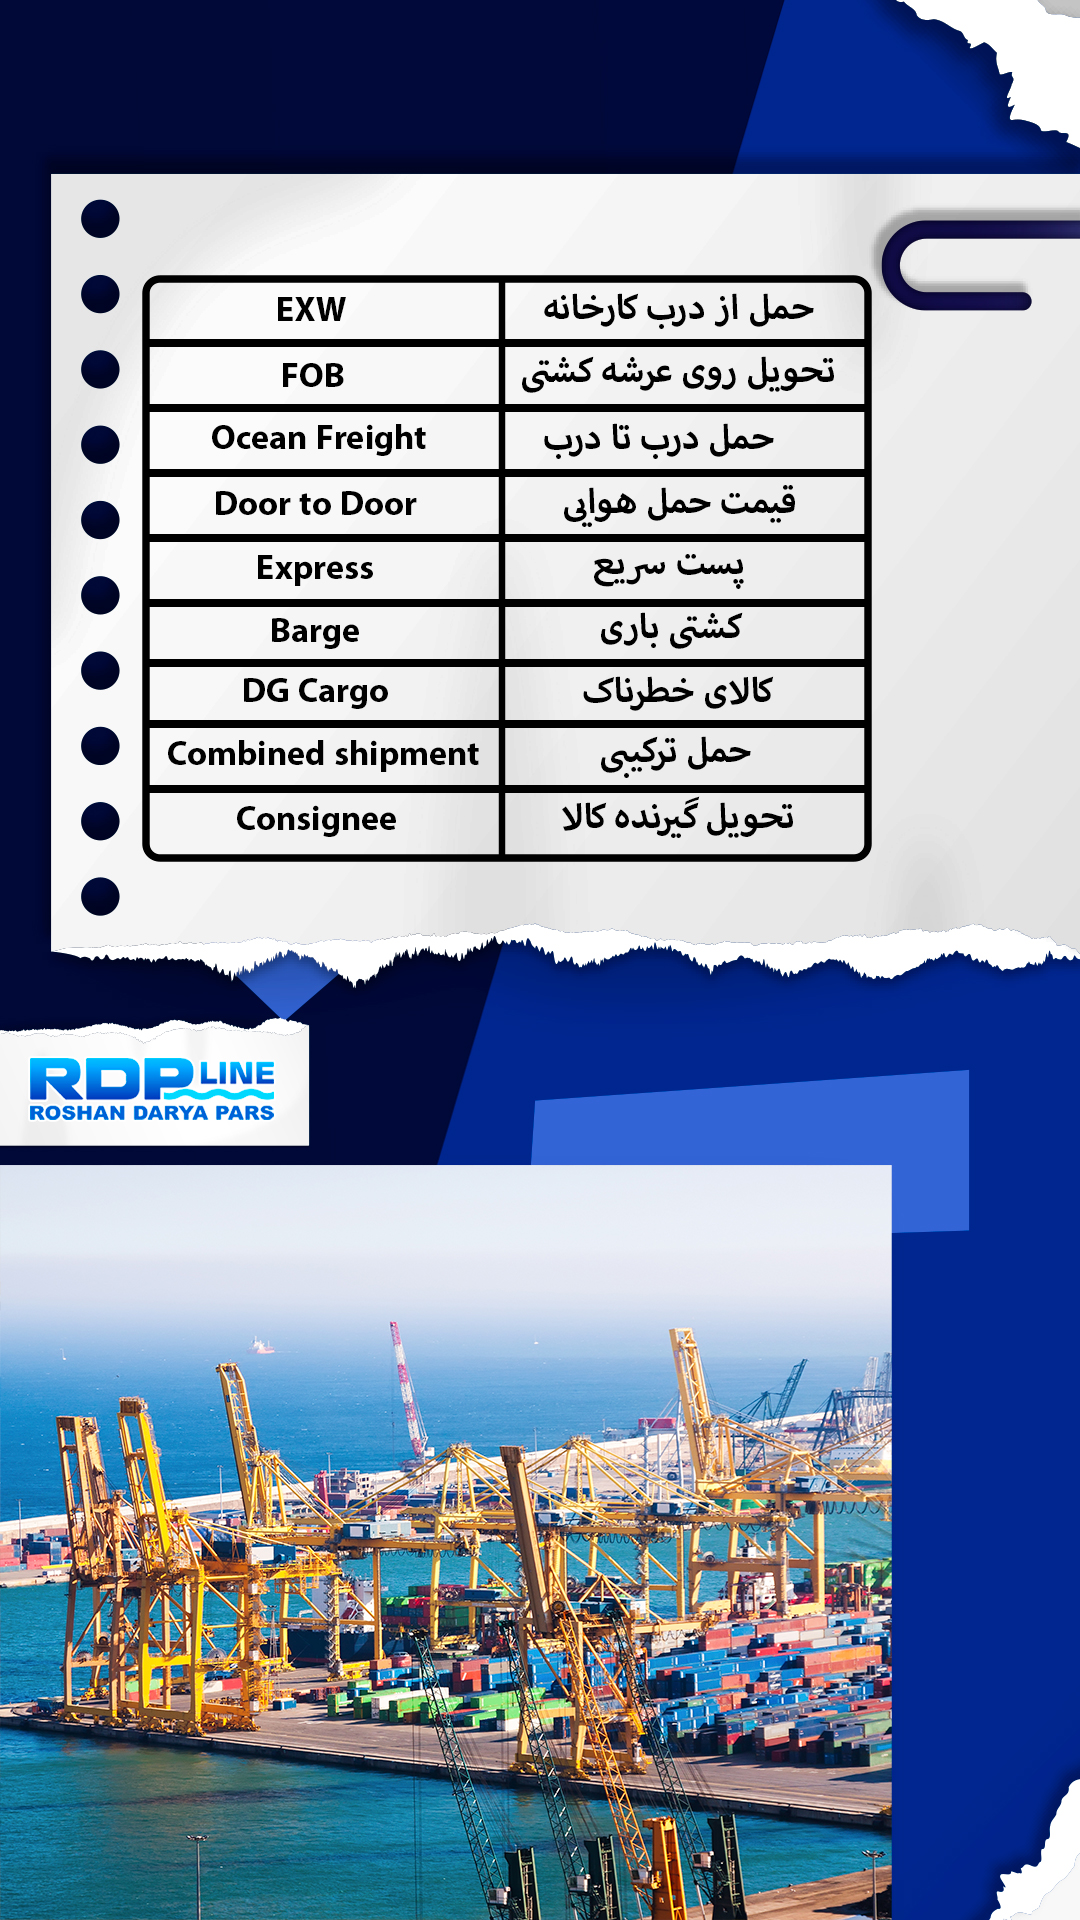 EXW حمل از درب کارخانه
FOB تحویل روی عرشه کشتی
Ocean Freight حمل درب تا درب
Door to Door قیمت حمل هوایی
Express پست سریع
Barge کشتی باری
DG Cargo کالای خطرناک
Combined shipment حمل ترکیبی
Consignee تحویل گیرنده کالا
RDP LINE
ROSHAN DARYA PARS